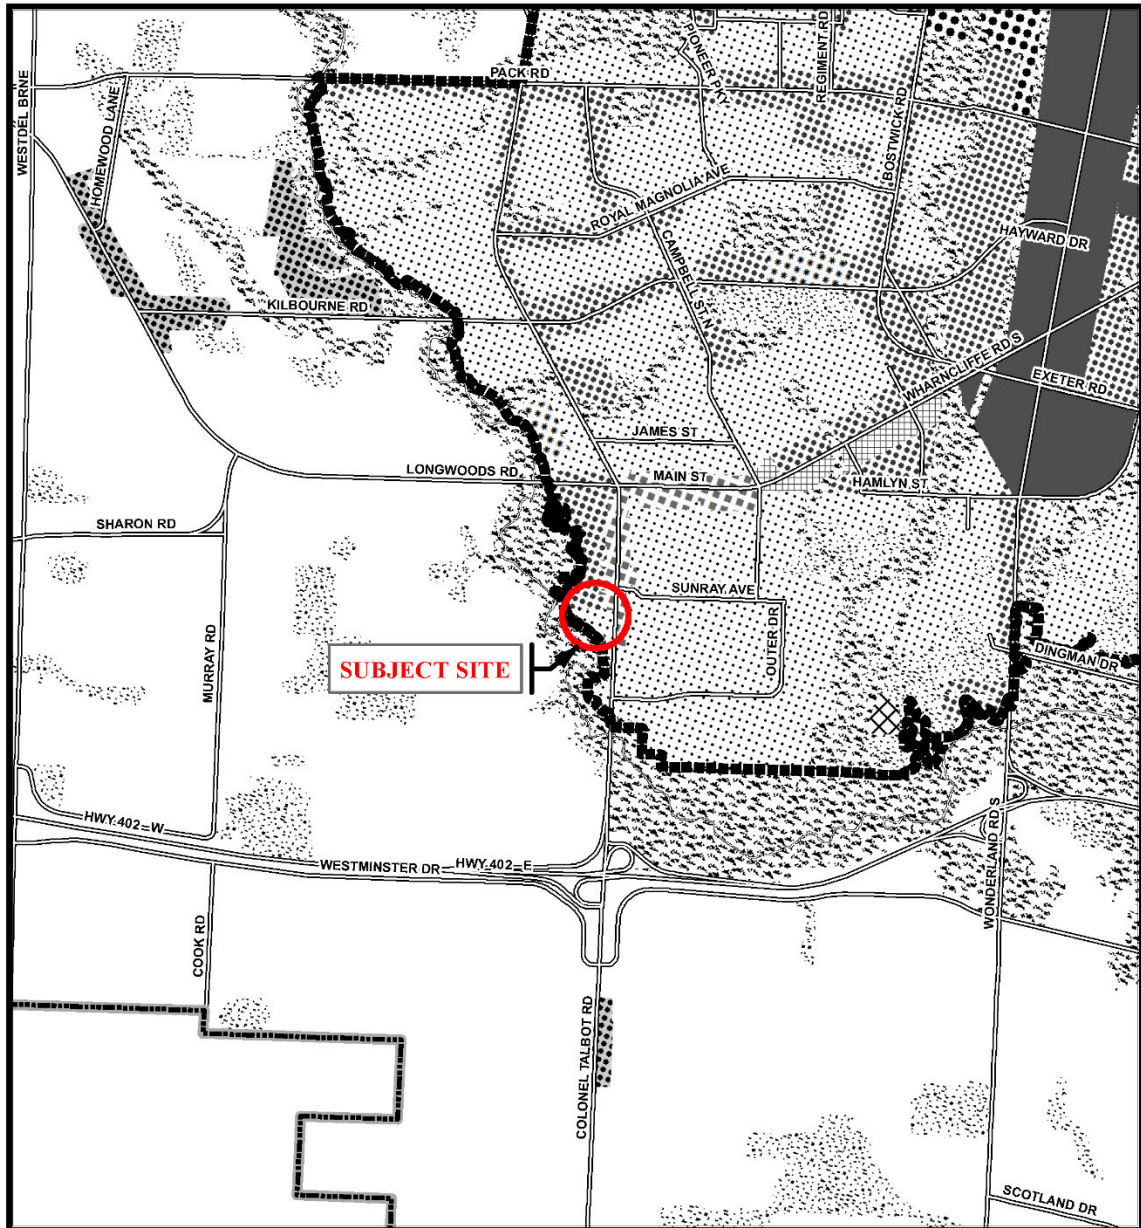 PIONEER PKY
REGIMENT RD
PACK RD
WESTDEL BRNE
HOMEWOOD LANE
BOSTWICK RD
ROYAL MAGNOLIA AVE
HAYWARD DR
CAMPBELL ST N
KILBOURNE RD
WHARNCLIFFE RD S
EXETER RD
JAMES ST
LONGWOODS RD
MAIN ST
HAMLYN ST
SHARON RD
SUNRAY AVE
OUTER DR
MURRAY RD
DINGMAN DR
SUBJECT SITE
HWY 402 W
WESTMINSTER DR
HWY 402 E
WONDERLAND RD S
COOK RD
COLONEL TALBOT RD
SCOTLAND DR